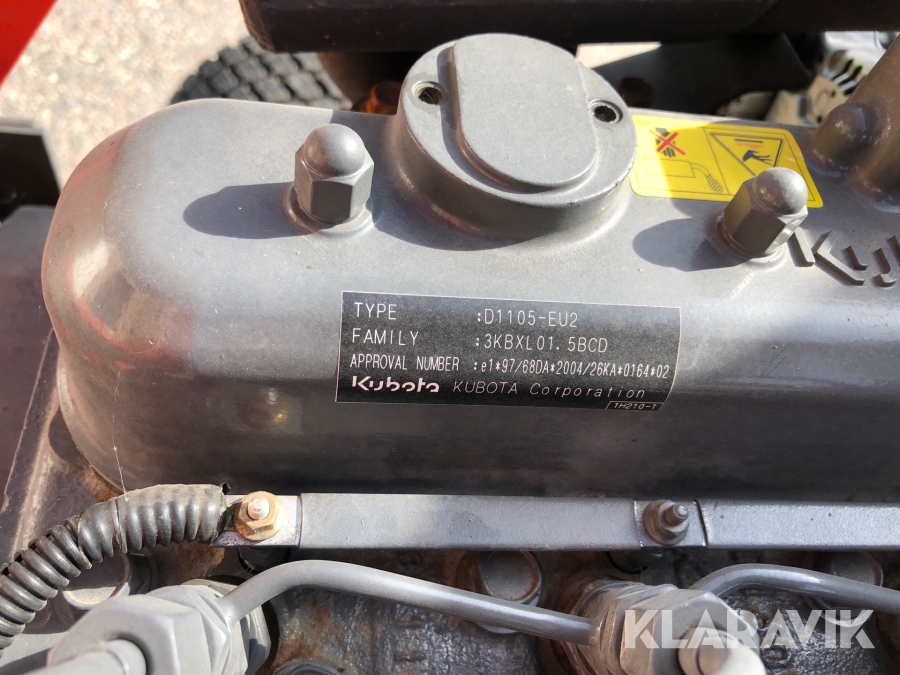 TYPE :D1105-EU2
FAMILY :3KBXL01.5BCD
APPROVAL NUMBER :e1*97/68DA*2004/26KA*0164*02
Kubota KUBOTA Corporation
1H210-1
KLARAVIK